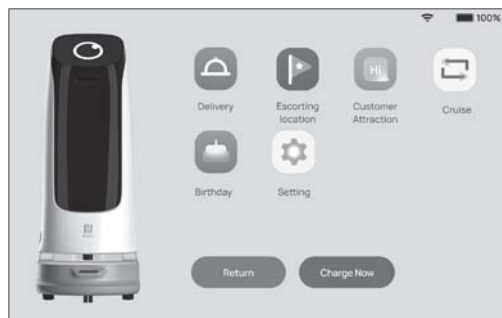 100%
Delivery
Escorting
location
Hi
Customer
Attraction
Cruise
Birthday
Setting
Return
Charge Now